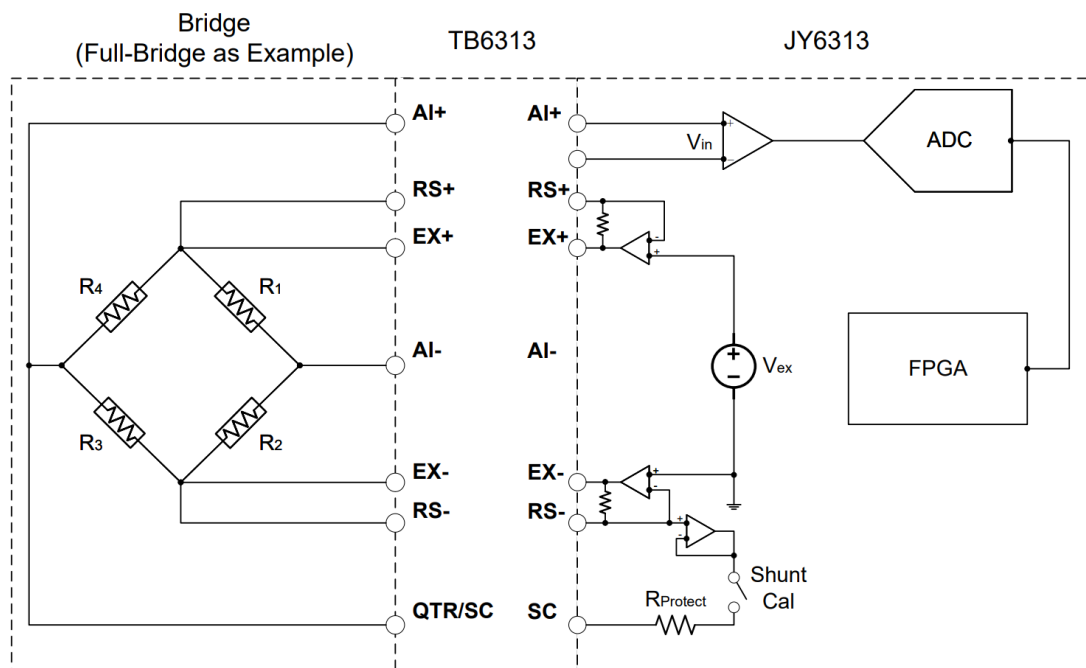 Bridge
(Full-Bridge as Example)
TB6313
JY6313
AI+
AI+
Vin
+
−
ADC
RS+
RS+
EX+
EX+
-
+
R4
R1
AI-
AI-
+
−
Vex
FPGA
R3
R2
EX-
EX-
+
-
RS-
RS-
+
-
Shunt
Cal
RProtect
QTR/SC
SC